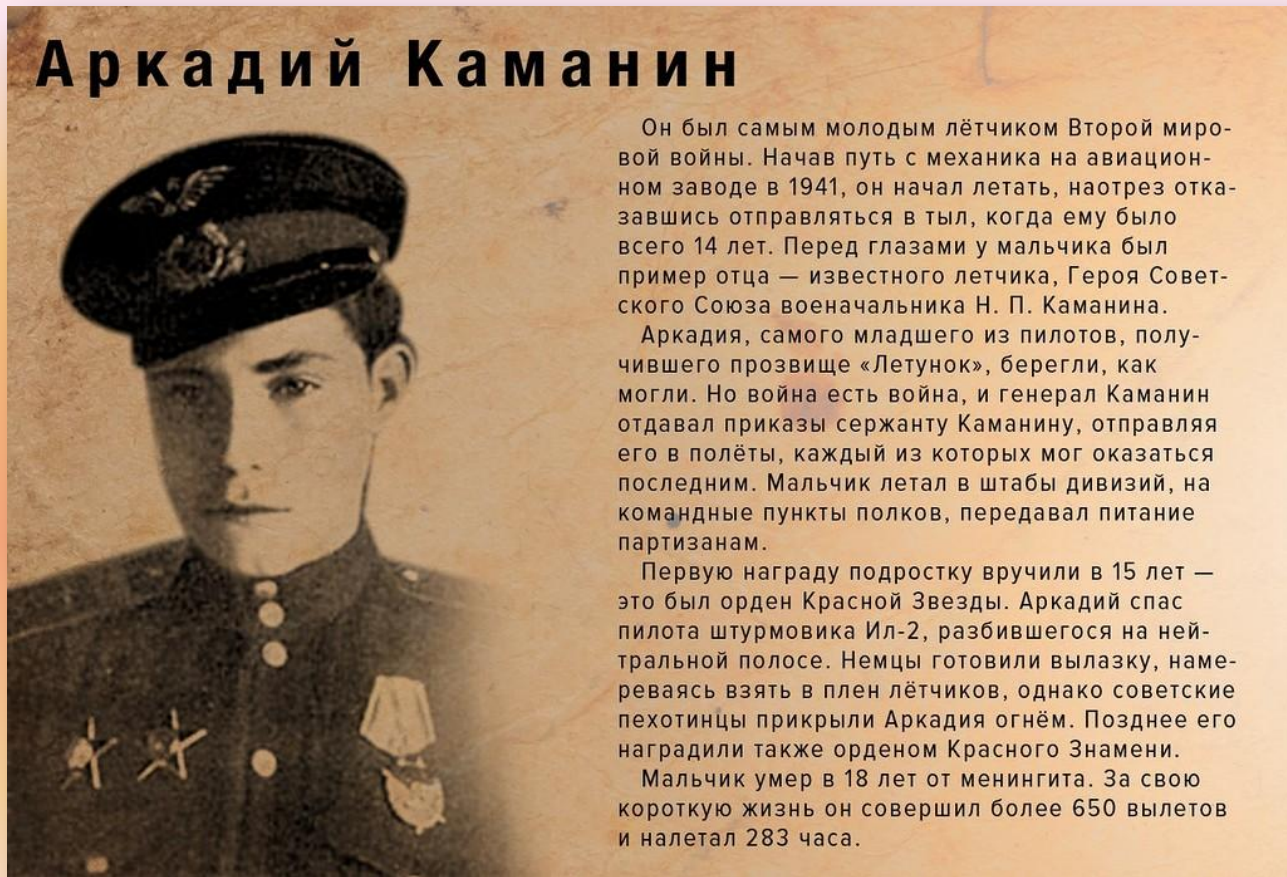 Аркадий Каманин
Он был самым молодым лётчиком Второй миро-
вой войны. Начав путь с механика на авиацион-
ном заводе в 1941, он начал летать, наотрез отка-
завшись отправляться в тыл, когда ему было
всего 14 лет. Перед глазами у мальчика был
пример отца — известного летчика, Героя Совет-
ского Союза военачальника Н. П. Каманина.
Аркадия, самого младшего из пилотов, полу-
чившего прозвище «Летунок», берегли, как
могли. Но война есть война, и генерал Каманин
отдавал приказы сержанту Каманину, отправляя
его в полёты, каждый из которых мог оказаться
последним. Мальчик летал в штабы дивизий, на
командные пункты полков, передавал питание
партизанам.
Первую награду подростку вручили в 15 лет —
это был орден Красной Звезды. Аркадий спас
пилота штурмовика Ил-2, разбившегося на ней-
тральной полосе. Немцы готовили вылазку, наме-
реваясь взять в плен лётчиков, однако советские
пехотинцы прикрыли Аркадия огнём. Позднее его
наградили также орденом Красного Знамени.
Мальчик умер в 18 лет от менингита. За свою
короткую жизнь он совершил более 650 вылетов
и налетал 283 часа.